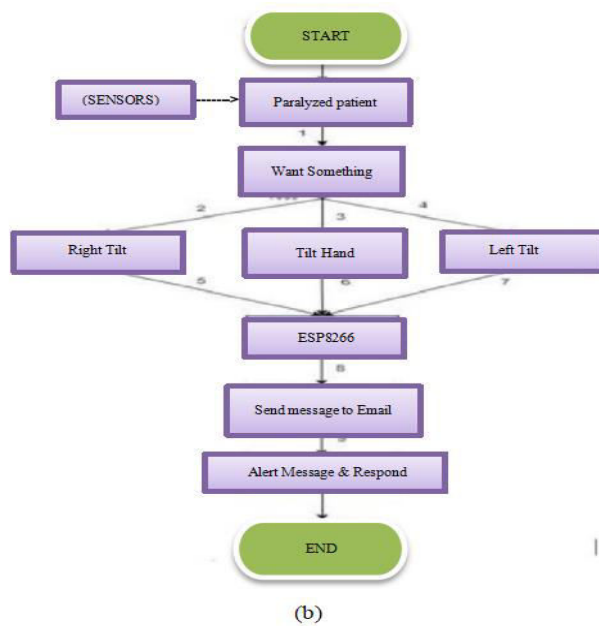 START
(SENSORS)
Paralyzed patient
1
Want Something
2
3
4
Right Tilt
Tilt Hand
Left Tilt
5
6
7
ESP8266
8
Send message to Email
Alert Message & Respond
END
(b)